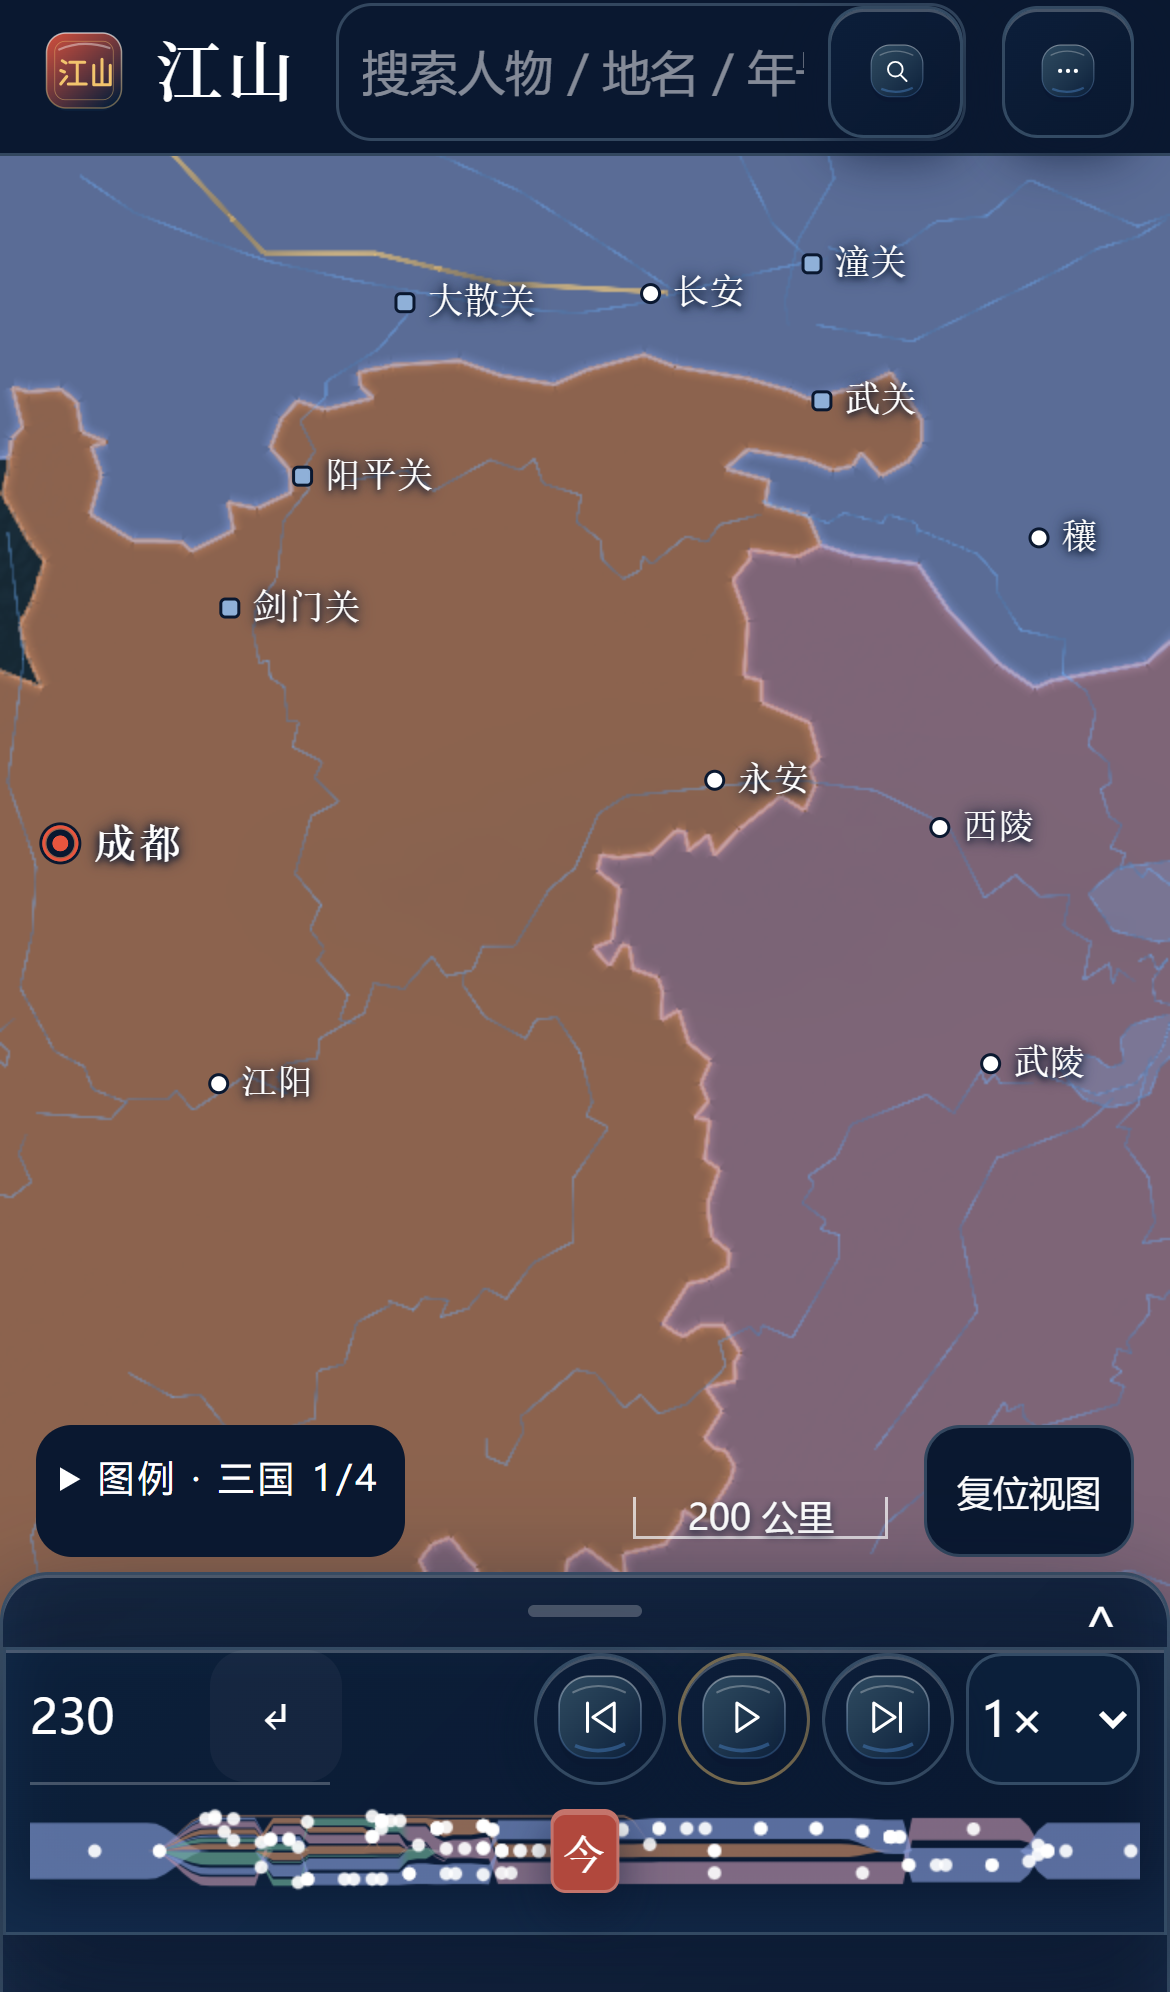 江山
江山
搜索人物 / 地名 / 年
潼关
长安
大散关
武关
阳平关
穰
剑门关
永安
西陵
成都
武陵
江阳
▶ 图例 · 三国 1/4
200 公里
复位视图
230
1×
今